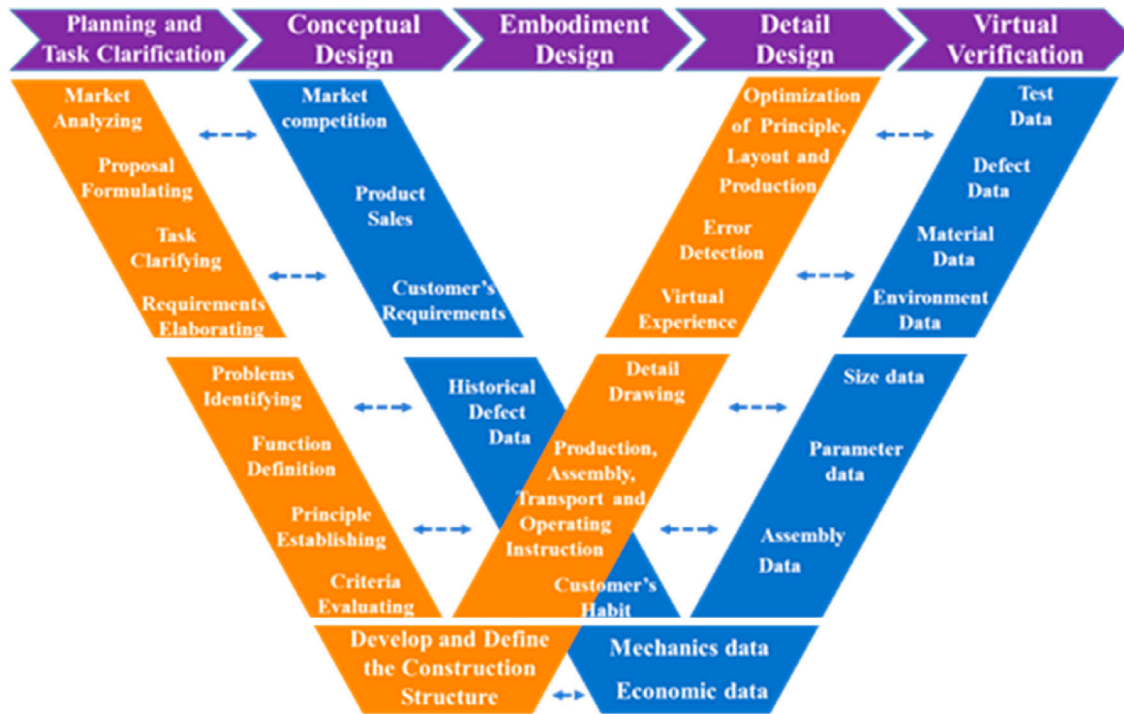 Planning and
Task Clarification
Conceptual
Design
Embodiment
Design
Detail
Design
Virtual
Verification
Market
Analyzing
Proposal
Formulating
Task
Clarifying
Requirements
Elaborating
Market
competition
Product
Sales
Customer's
Requirements
Optimization
of Principle,
Layout and
Production
Error
Detection
Virtual
Experience
Test
Data
Defect
Data
Material
Data
Environment
Data
Problems
Identifying
Function
Definition
Principle
Establishing
Criteria
Evaluating
Historical
Defect
Data
Customer's
Habit
Detail
Drawing
Production,
Assembly,
Transport and
Operating
Instruction
Size data
Parameter
data
Assembly
Data
Develop and Define
the Construction
Structure
Mechanics data
Economic data